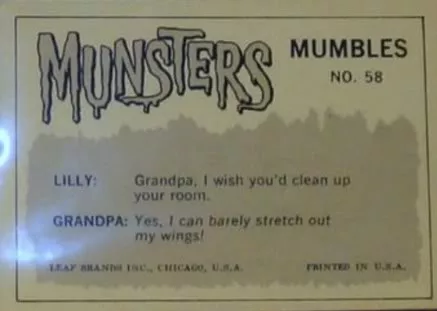 MUNSTERS MUMBLES
NO. 58
LILLY: Grandpa, I wish you'd clean up
your room.
GRANDPA: Yes, I can barely stretch out
my wings!
LEAF BRANDS INC., CHICAGO, U.S.A. PRINTED IN U.S.A.